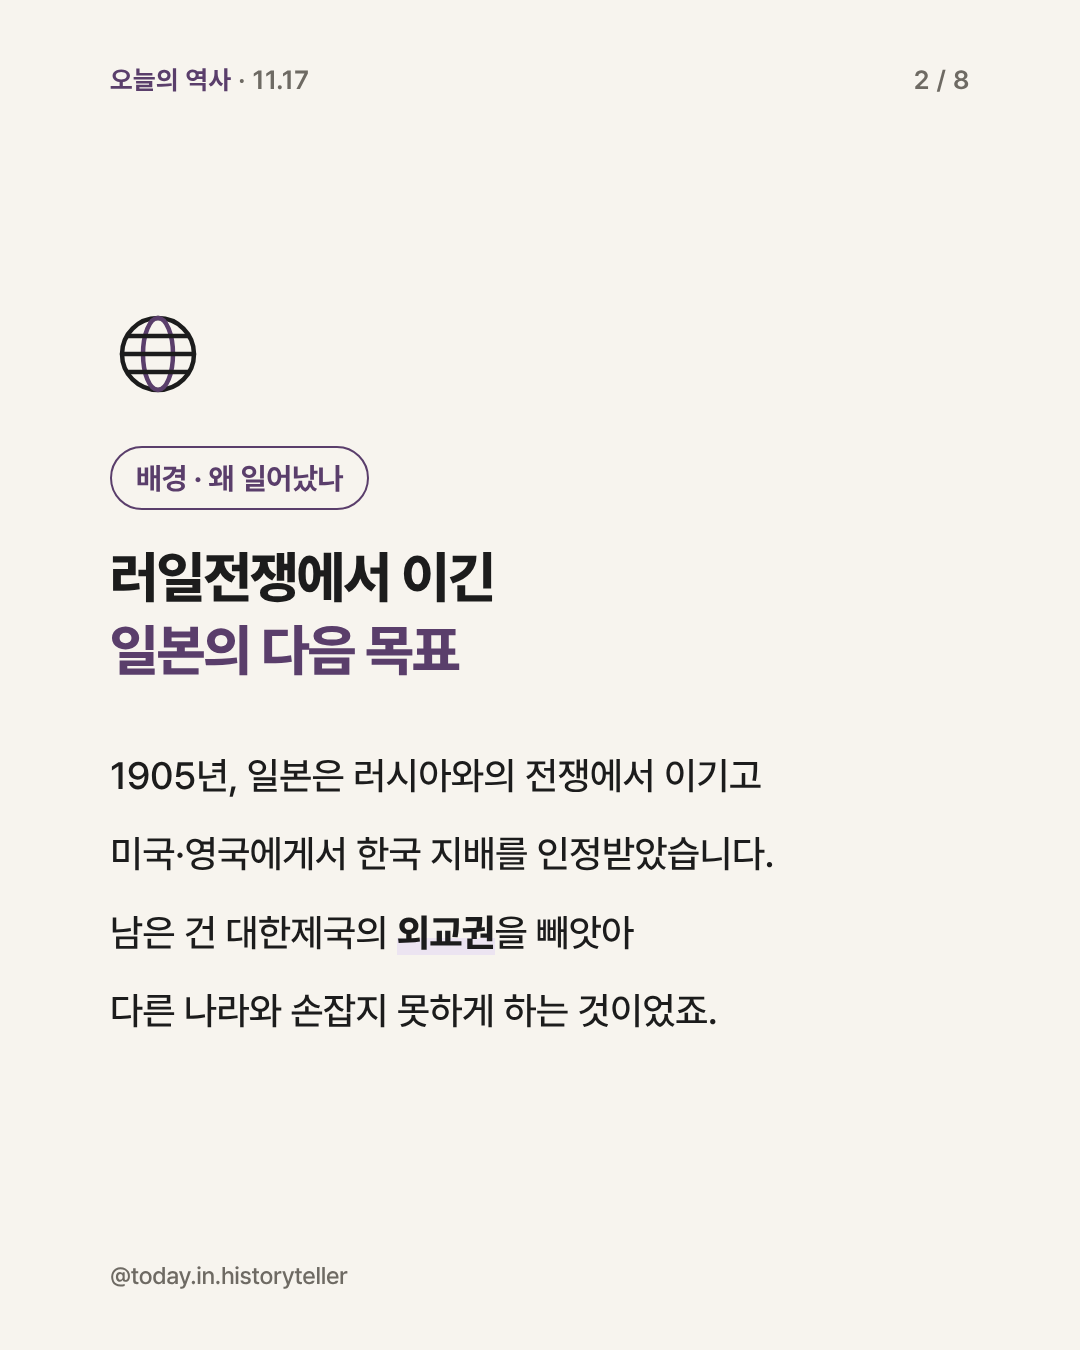 오늘의 역사 · 11.17
2 / 8
배경 · 왜 일어났나
러일전쟁에서 이긴
일본의 다음 목표
1905년, 일본은 러시아와의 전쟁에서 이기고
미국·영국에게서 한국 지배를 인정받았습니다.
남은 건 대한제국의 외교권을 빼앗아
다른 나라와 손잡지 못하게 하는 것이었죠.
@today.in.historyteller